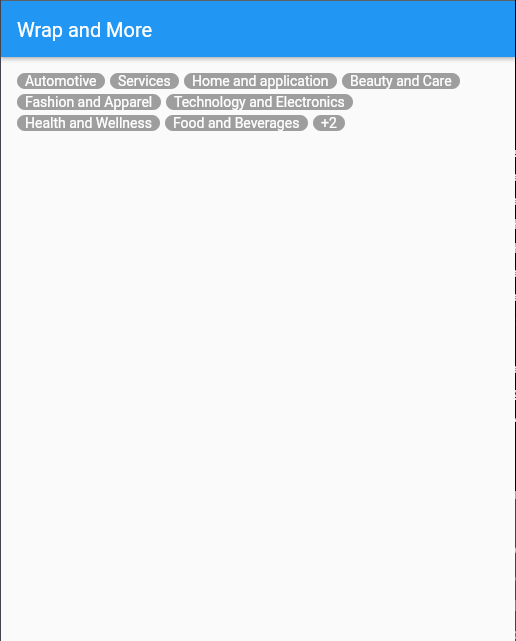 Wrap and More
Automotive Services Home and application Beauty and Care
Fashion and Apparel Technology and Electronics
Health and Wellness Food and Beverages +2